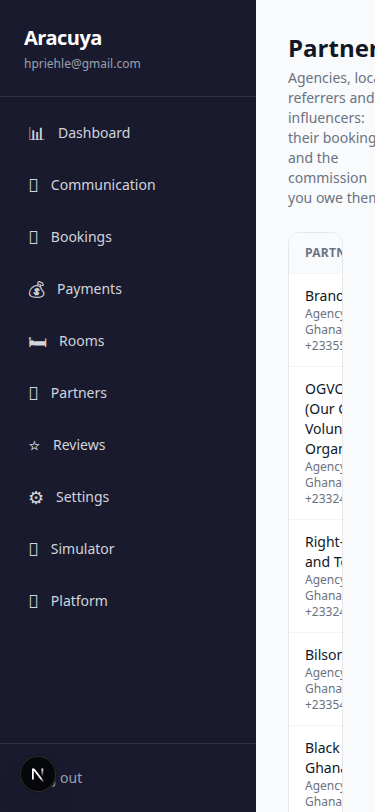 Aracuya
hpriehle@gmail.com
Dashboard
Communication
Bookings
Payments
Rooms
Partners
Reviews
Settings
Simulator
Platform
out
N
Partner
Agencies, loca
referrers and
influencers:
their booking
and the
commission
you owe them
PARTN
Brand
Agency
Ghana
+23355
OGVO
(Our
Volun
Organ
Agency
Ghana
+23324
Right-
and T
Agency
Ghana
+23324
Bilson
Agency
Ghana
+23354
Black
Ghana
Agency
Ghana